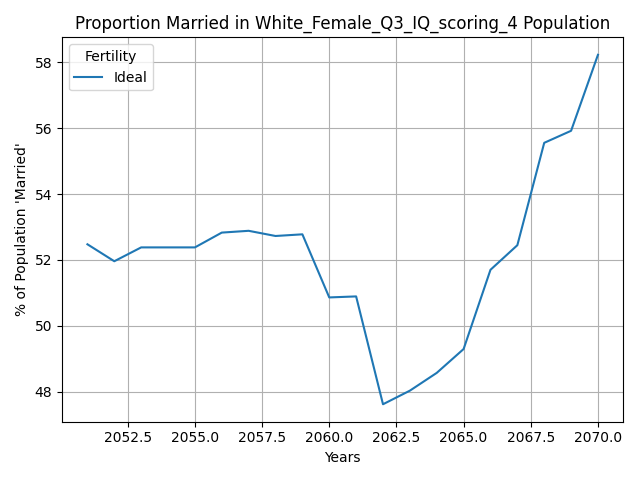 Proportion Married in White_Female_Q3_IQ_scoring_4 Population
Fertility
Ideal
% of Population 'Married'
58
56
54
52
50
48
2052.5 2055.0 2057.5 2060.0 2062.5 2065.0 2067.5 2070.0
Years